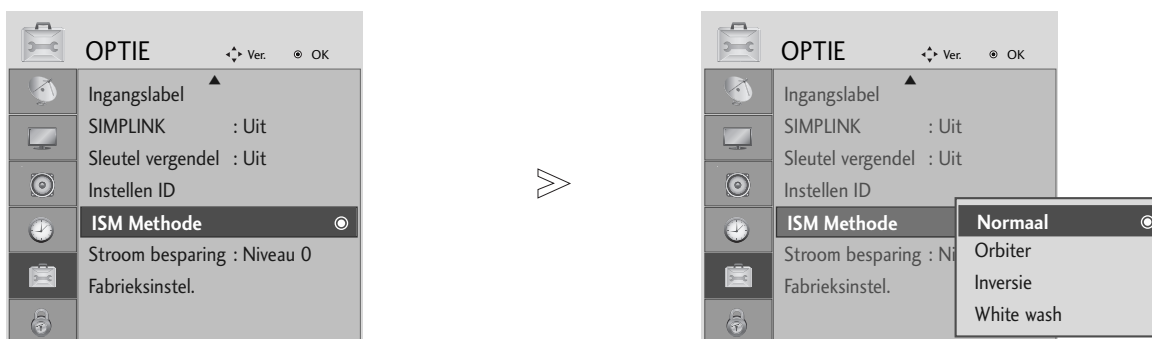 OPTIE Ver. OK
Ingangslabel
SIMPLINK : Uit
Sleutel vergendel : Uit
Instellen ID
ISM Methode
Stroom besparing : Niveau 0
Fabrieksinstel.
OPTIE Ver. OK
Ingangslabel
SIMPLINK : Uit
Sleutel vergendel : Uit
Instellen ID
ISM Methode
Stroom besparing : Ni
Fabrieksinstel.
Normaal
Orbiter
Inversie
White wash